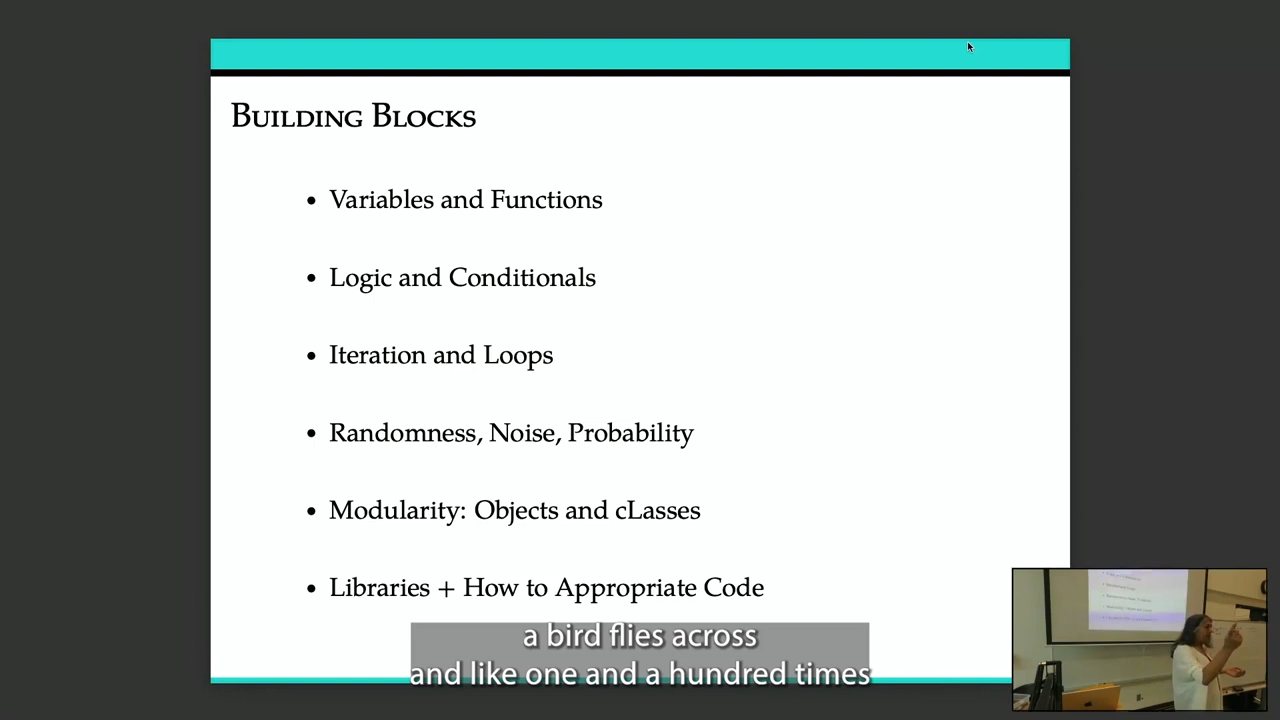 Building Blocks
• Variables and Functions
• Logic and Conditionals
• Iteration and Loops
• Randomness, Noise, Probability
• Modularity: Objects and cLasses
• Libraries + How to Appropriate Code
a bird flies across
and like one and a hundred times